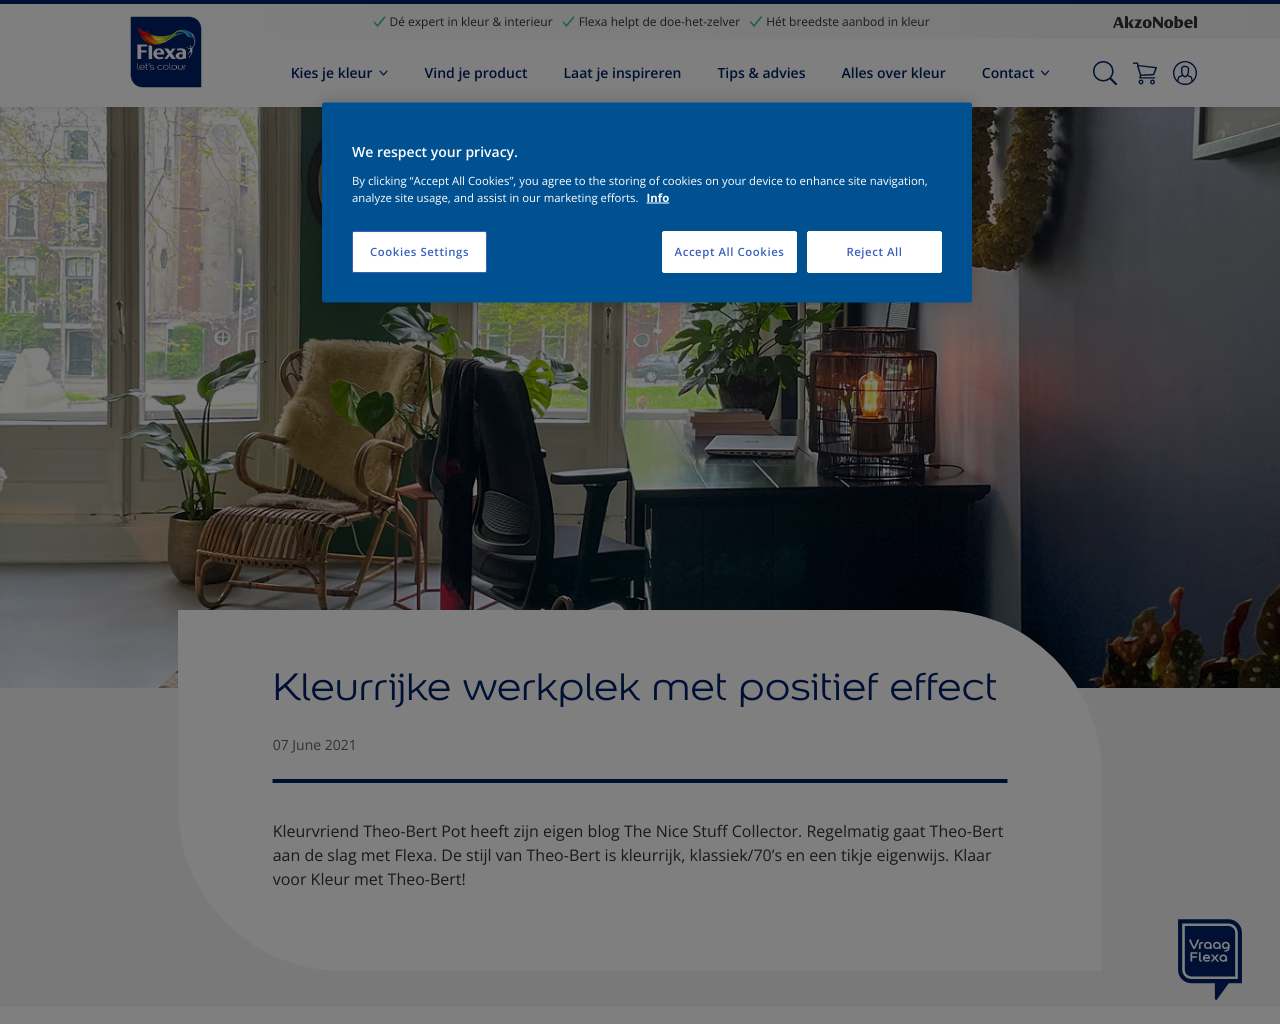 Flexa
let's colour
Dé expert in kleur & interieur
Flexa helpt de doe-het-zelver
Hét breedste aanbod in kleur
AkzoNobel
Kies je kleur
Vind je product
Laat je inspireren
Tips & advies
Alles over kleur
Contact
We respect your privacy.
By clicking “Accept All Cookies”, you agree to the storing of cookies on your device to enhance site navigation,
analyze site usage, and assist in our marketing efforts. Info
Cookies Settings
Accept All Cookies
Reject All
Kleurrijke werkplek met positief effect
07 June 2021
Kleurvriend Theo-Bert Pot heeft zijn eigen blog The Nice Stuff Collector. Regelmatig gaat Theo-Bert
aan de slag met Flexa. De stijl van Theo-Bert is kleurrijk, klassiek/70’s en een tikje eigenwijs. Klaar
voor Kleur met Theo-Bert!
Vraag
Flexa